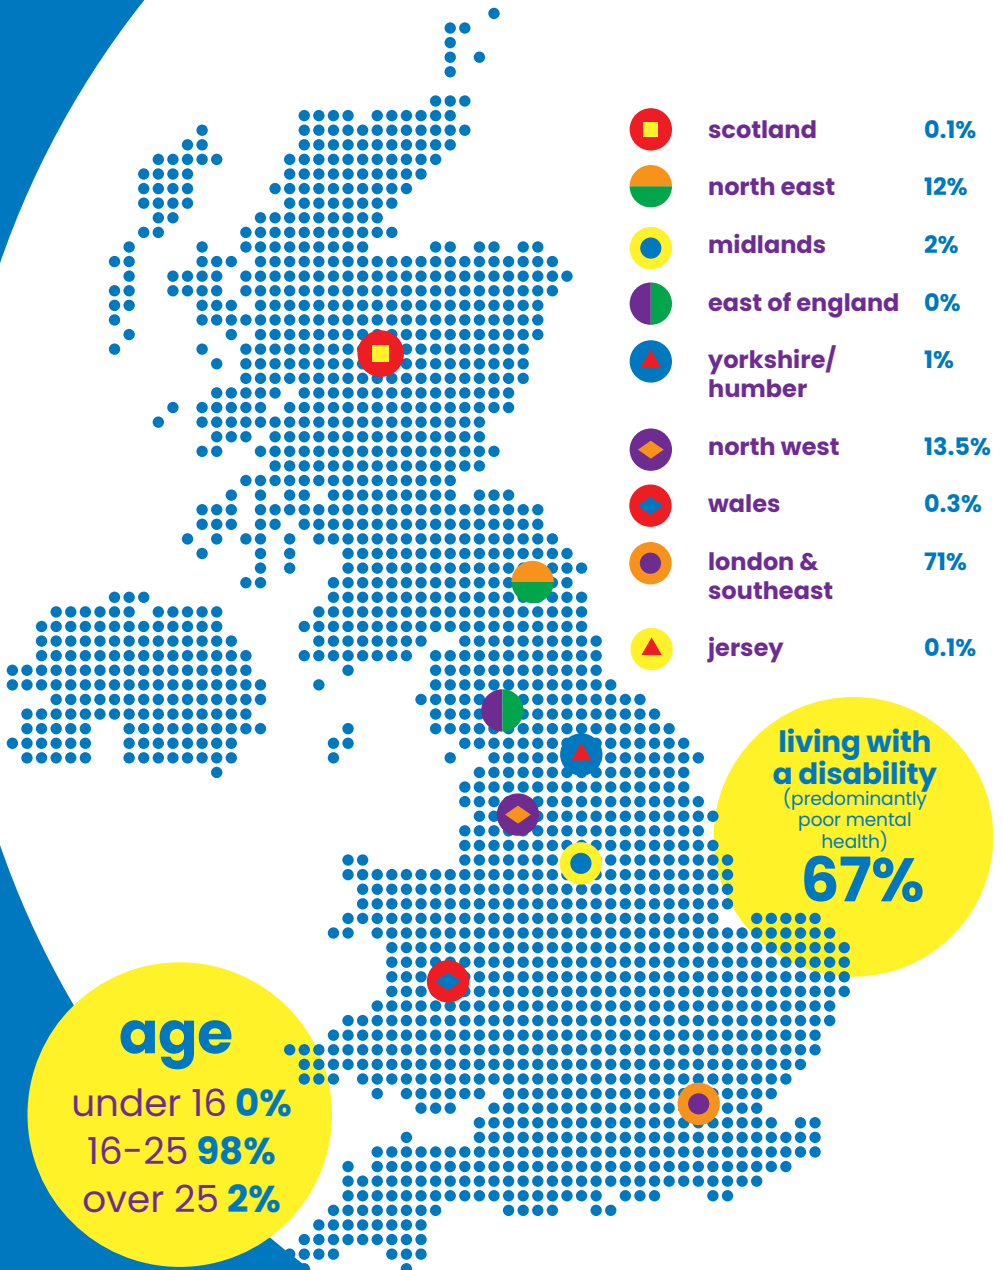 scotland 0.1%
north east 12%
midlands 2%
east of england 0%
yorkshire/ 1%
humber
north west 13.5%
wales 0.3%
london & 71%
southeast
jersey 0.1%
living with
a disability
(predominantly
poor mental
health)
67%
age
under 16 0%
16-25 98%
over 25 2%